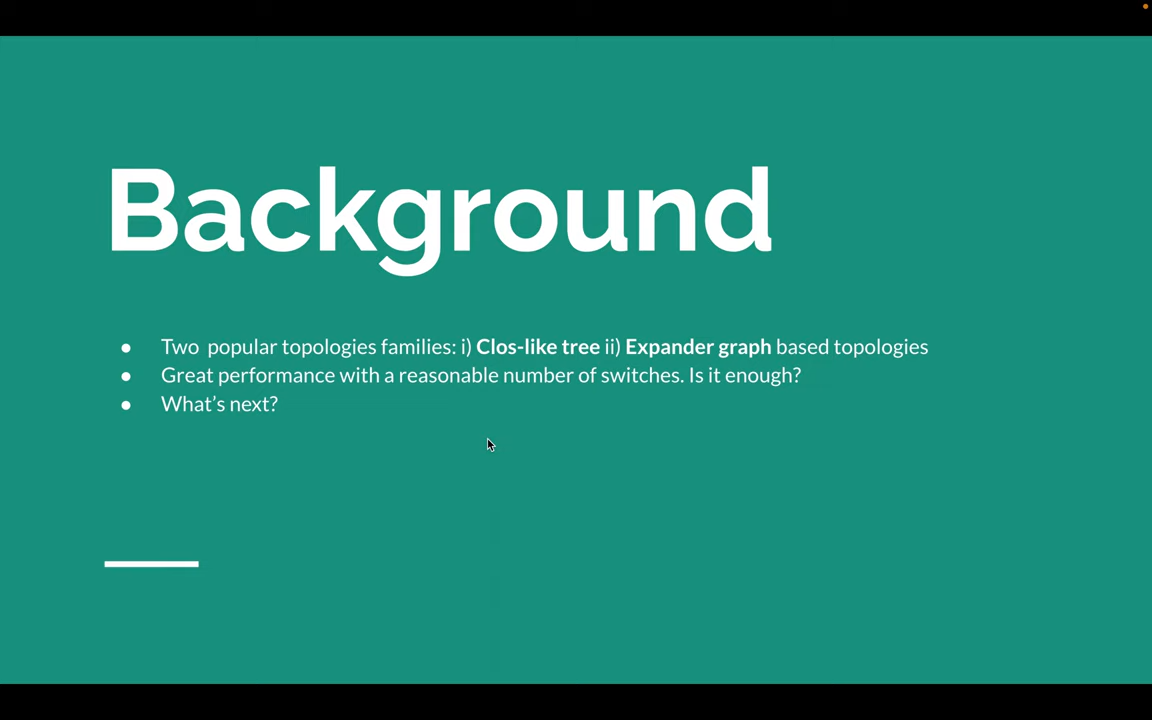 Background
● Two popular topologies families: i) Clos-like tree ii) Expander graph based topologies
● Great performance with a reasonable number of switches. Is it enough?
● What’s next?